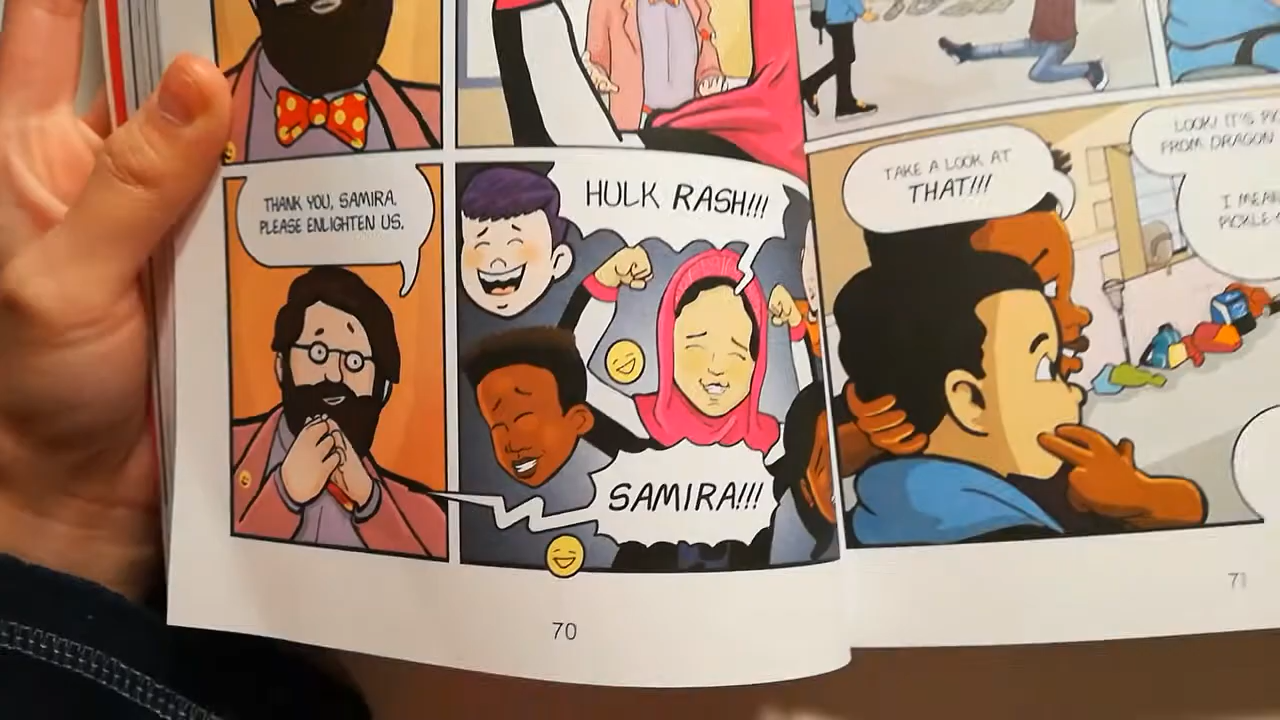 THANK YOU, SAMIRA.
PLEASE ENLIGHTEN US.
HULK RASH!!!
SAMIRA!!!
70
TAKE A LOOK AT
THAT!!!
LOOK! IT'S
FROM DRAGON
I MEAN
PICKLE
71